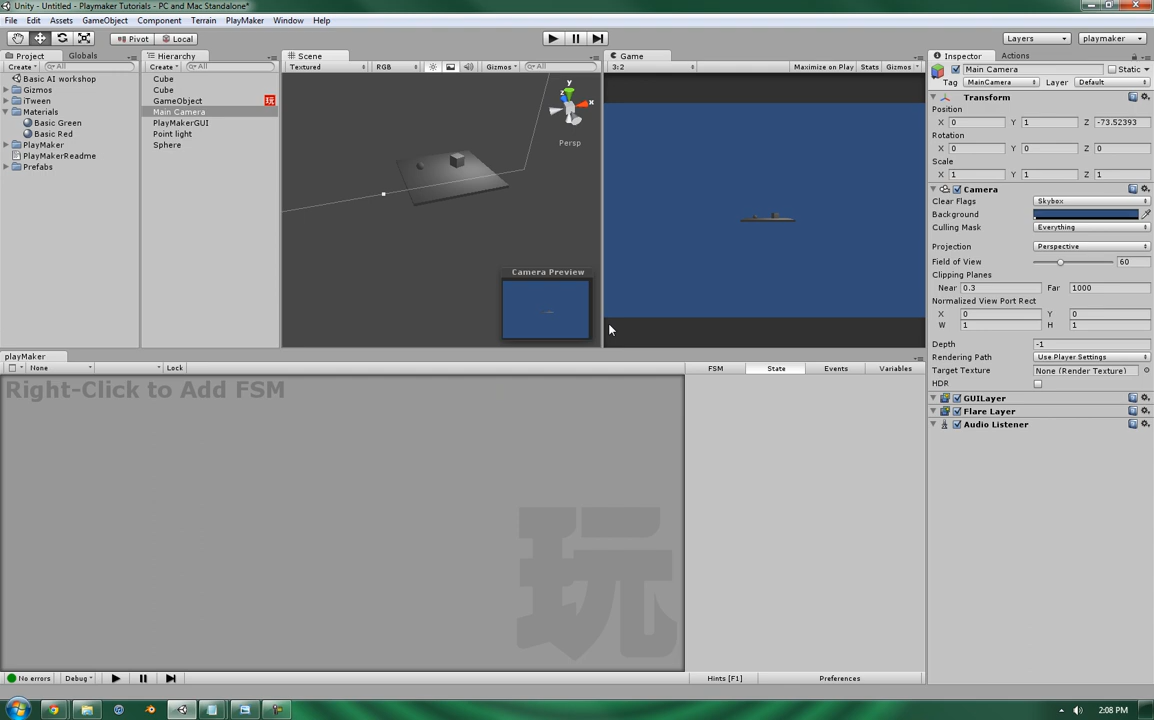 Unity - Untitled - Playmaker Tutorials - PC and Mac Standalone*
File Edit Assets GameObject Component Terrain PlayMaker Window Help
Pivot Local Layers playmaker
Project Globals
Create All
Basic AI workshop
Gizmos
iTween
Materials
Basic Green
Basic Red
PlayMaker
PlayMakerReadme
Prefabs
Hierarchy
Create All
Cube
Cube
GameObject 玩
Main Camera
PlayMakerGUI
Point light
Sphere
Scene
Textured RGB Gizmos All
y
x
z
Persp
Camera Preview
Game
3:2 Maximize on Play Stats Gizmos
Inspector Actions
Main Camera Static
Tag MainCamera Layer Default
Transform
Position
X 0 Y 1 Z -73.52393
Rotation
X 0 Y 0 Z 0
Scale
X 1 Y 1 Z 1
Camera
Clear Flags Skybox
Background
Culling Mask Everything
Projection Perspective
Field of View 60
Clipping Planes
Near 0.3 Far 1000
Normalized View Port Rect
X 0 Y 0
W 1 H 1
Depth -1
Rendering Path Use Player Settings
Target Texture None (Render Texture)
HDR
GUILayer
Flare Layer
Audio Listener
playMaker
None Lock
Right-Click to Add FSM
玩
FSM State Events Variables
No errors Debug
Hints [F1] Preferences
2:08 PM